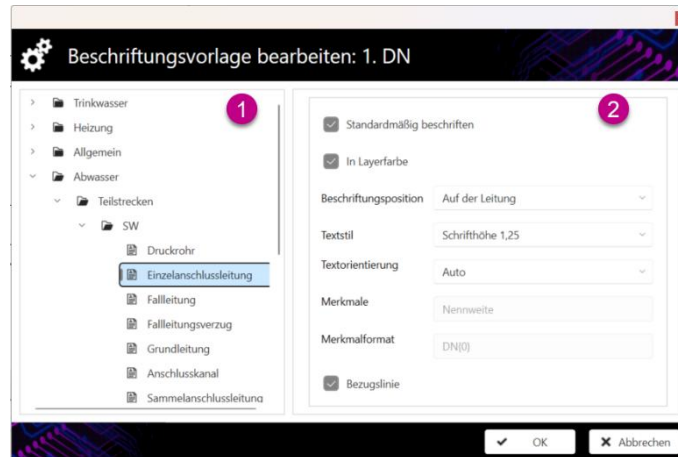 Beschriftungsvorlage bearbeiten: 1. DN
1
Trinkwasser
Heizung
Allgemein
Abwasser
Teilstrecken
SW
Druckrohr
Einzelanschlussleitung
Fallleitung
Fallleitungsverzug
Grundleitung
Anschlusskanal
Sammelanschlussleitung
2
Standardmäßig beschriften
In Layerfarbe
Beschriftungsposition Auf der Leitung
Textstil Schrifthöhe 1,25
Textorientierung Auto
Merkmale Nennweite
Merkmalformat DN(0)
Bezugslinie
OK Abbrechen